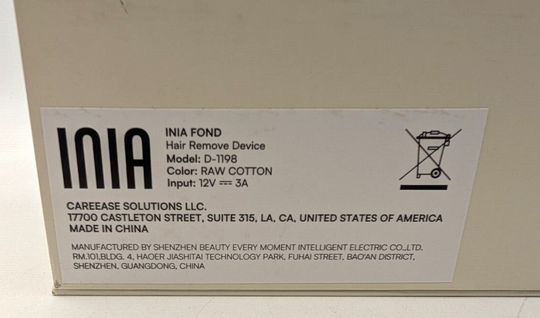 INIA
INIA FOND
Hair Remove Device
Model: D-1198
Color: RAW COTTON
Input: 12V ⎓ 3A
CAREEASE SOLUTIONS LLC.
17700 CASTLETON STREET, SUITE 315, LA, CA, UNITED STATES OF AMERICA
MADE IN CHINA
MANUFACTURED BY SHENZHEN BEAUTY EVERY MOMENT INTELLIGENT ELECTRIC CO.,LTD.
RM.101,BLDG. 4, HAOER JIASHITAI TECHNOLOGY PARK, FUHAI STREET, BAO'AN DISTRICT,
SHENZHEN, GUANGDONG, CHINA